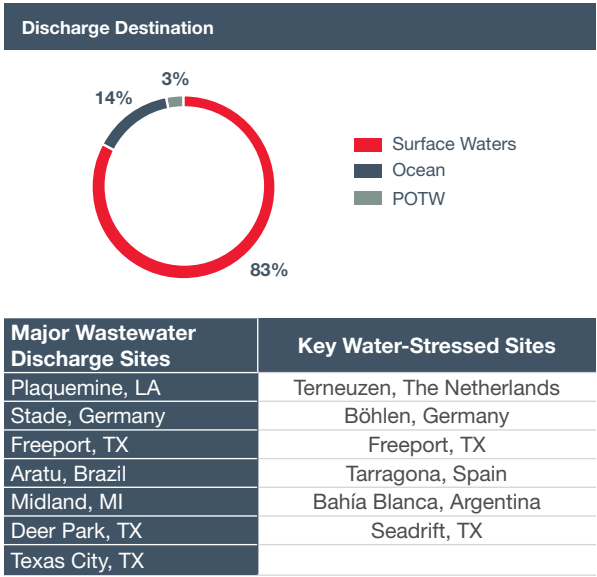 Discharge Destination
3%
14%
Surface Waters
Ocean
POTW
83%
Major Wastewater
Discharge Sites
Key Water-Stressed Sites
Plaquemine, LA
Terneuzen, The Netherlands
Stade, Germany
Böhlen, Germany
Freeport, TX
Freeport, TX
Aratu, Brazil
Tarragona, Spain
Midland, MI
Bahía Blanca, Argentina
Deer Park, TX
Seadrift, TX
Texas City, TX